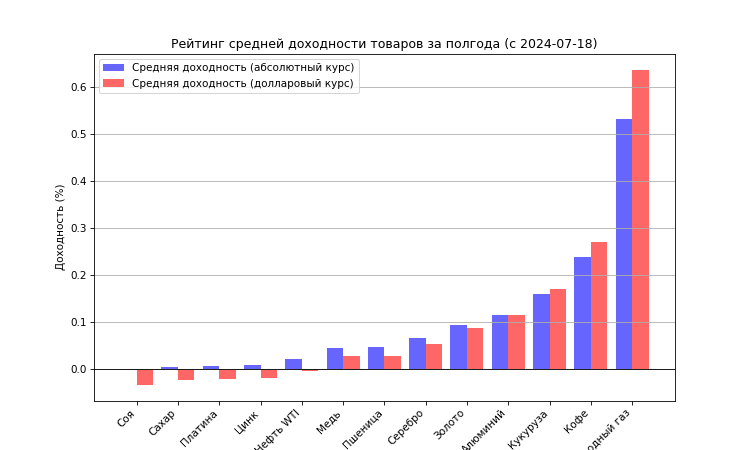 Рейтинг средней доходности товаров за полгода (с 2024-07-18)
Средняя доходность (абсолютный курс)
Средняя доходность (долларовый курс)
Доходность (%)
0.6
0.5
0.4
0.3
0.2
0.1
0.0
Соя
Сахар
Платина
Цинк
Нефть WTI
Медь
Пшеница
Серебро
Золото
Алюминий
Кукуруза
Кофе
одный газ